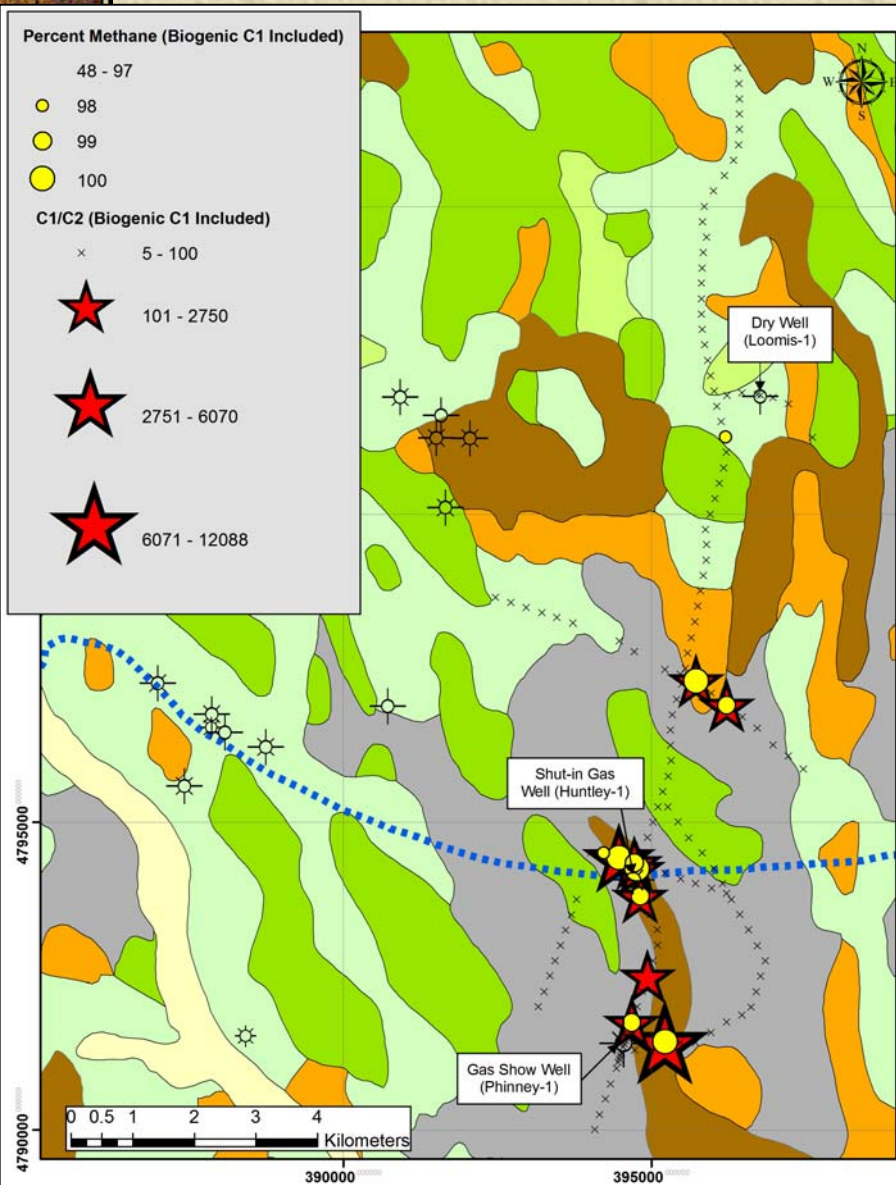 Percent Methane (Biogenic C1 Included)
48 - 97
98
99
100
C1/C2 (Biogenic C1 Included)
5 - 100
101 - 2750
2751 - 6070
6071 - 12088
N
W
E
S
Dry Well
(Loomis-1)
Shut-in Gas
Well (Huntley-1)
Gas Show Well
(Phinney-1)
4795000
4790000
0 0.5 1 2 3 4
Kilometers
390000
395000